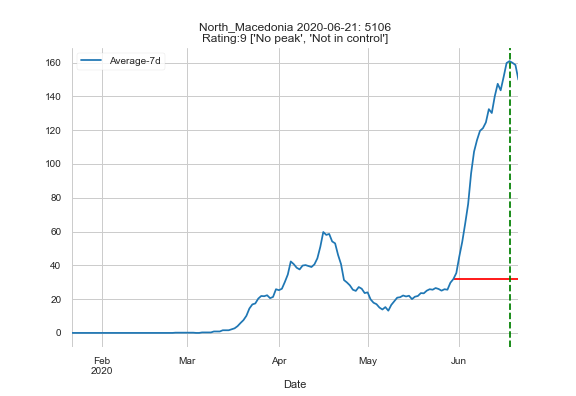 North_Macedonia 2020-06-21: 5106
Rating:9 ['No peak', 'Not in control']
Average-7d
160
140
120
100
80
60
40
20
0
Feb Mar Apr May Jun
2020
Date